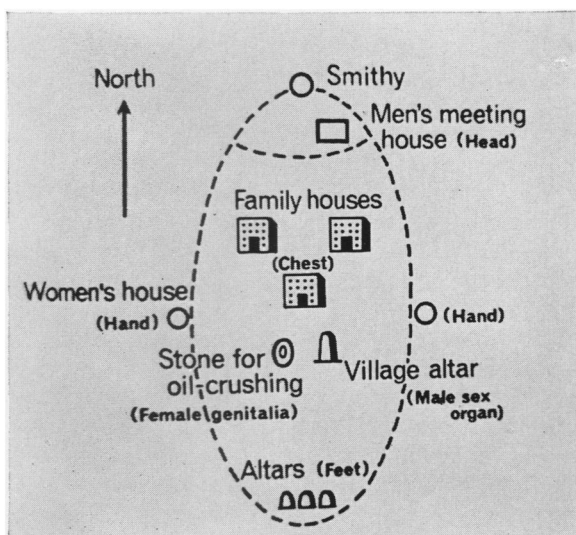 North
Smithy
Men's meeting
house (Head)
Family houses
(Chest)
Women's house
(Hand)
(Hand)
Stone for
oil-crushing
(Female genitalia)
Village altar
(Male sex
organ)
Altars (Feet)